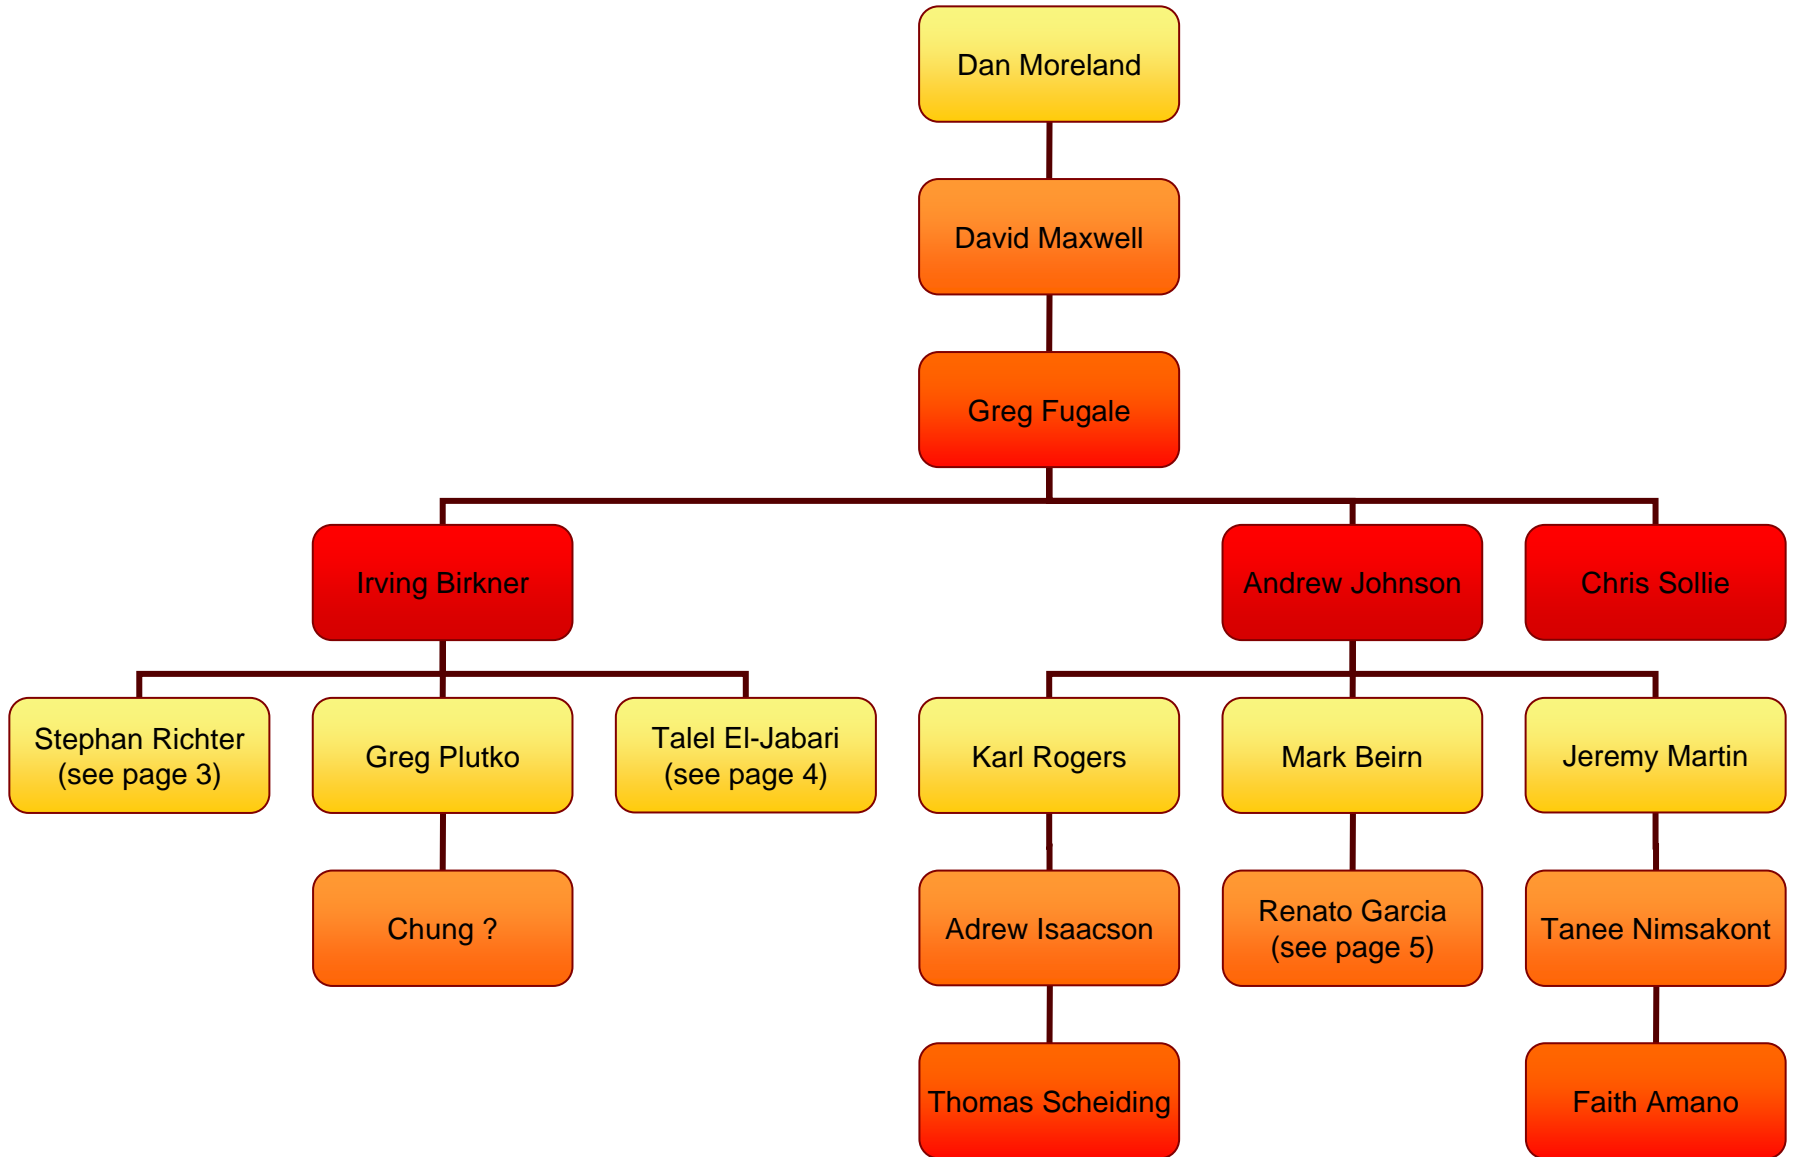 Dan Moreland
David Maxwell
Greg Fugale
Irving Birkner
Andrew Johnson
Chris Sollie
Stephan Richter
(see page 3)
Greg Plutko
Talel El-Jabari
(see page 4)
Karl Rogers
Mark Beirn
Jeremy Martin
Chung ?
Adrew Isaacson
Renato Garcia
(see page 5)
Tanee Nimsakont
Thomas Scheiding
Faith Amano